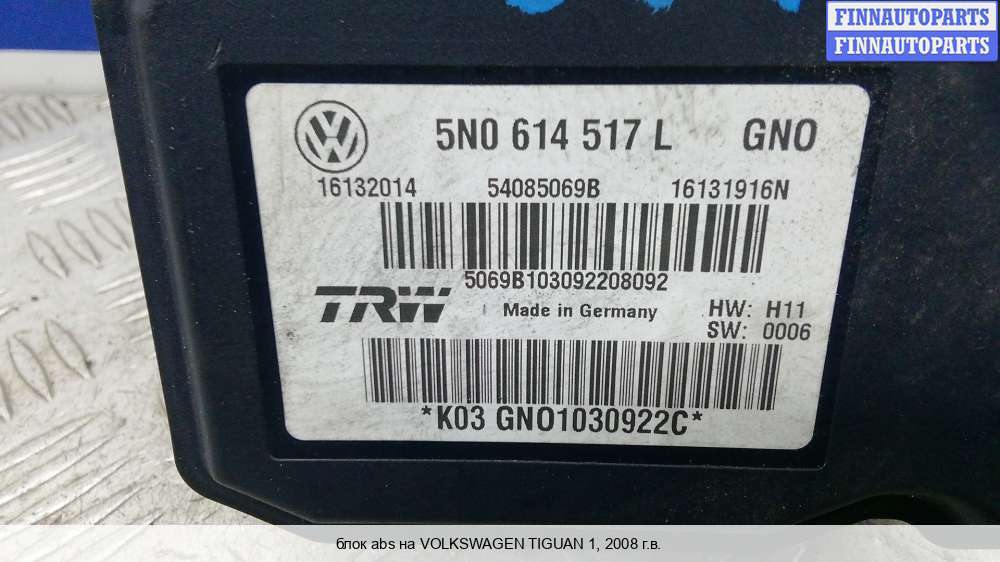 FINNAUTOPARTS
FINNAUTOPARTS
5N0 614 517 L GNO
16132014 54085069B 16131916N
5069B103092208092
TRW Made in Germany HW: H11
SW: 0006
*K03 GNO1030922C*
блок abs на VOLKSWAGEN TIGUAN 1, 2008 г.в.